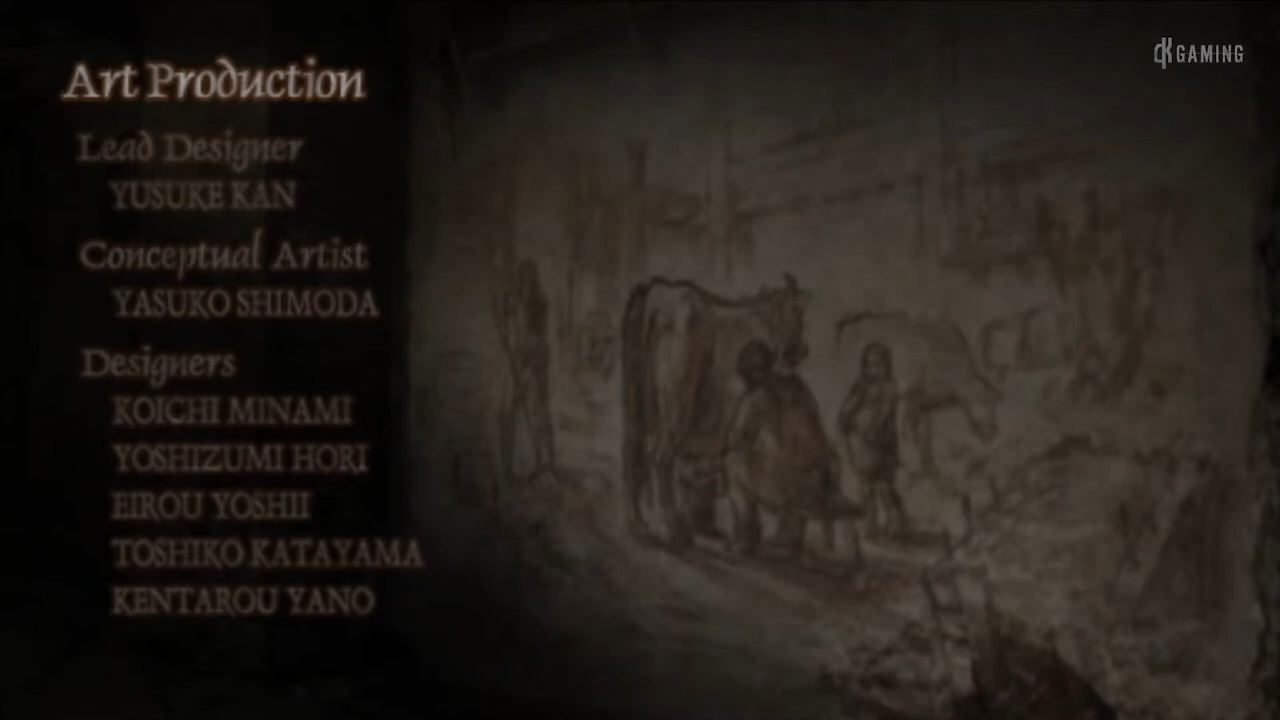 Art Production
Lead Designer
YUSUKE KAN
Conceptual Artist
YASUKO SHIMODA
Designers
KOICHI MINAMI
YOSHIZUMI HORI
EIROU YOSHII
TOSHIKO KATAYAMA
KENTAROU YANO
GAMING